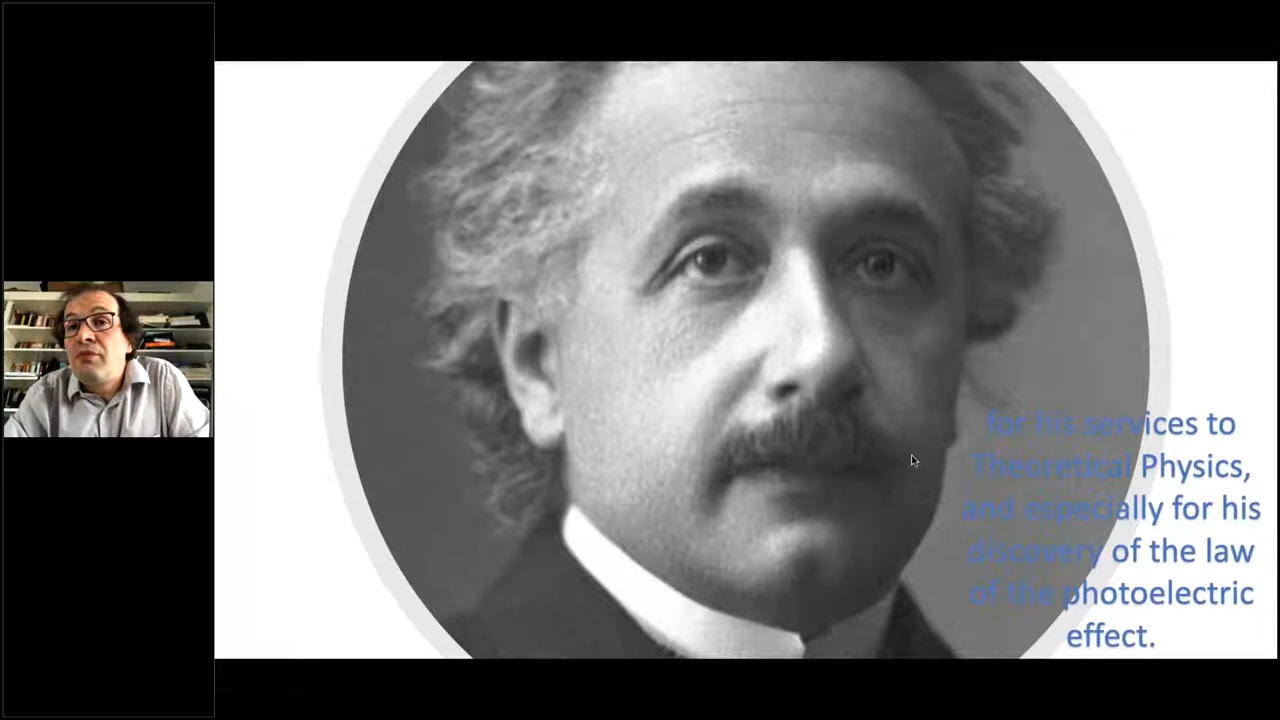 for his services to
Theoretical Physics,
and especially for his
discovery of the law
of the photoelectric
effect.